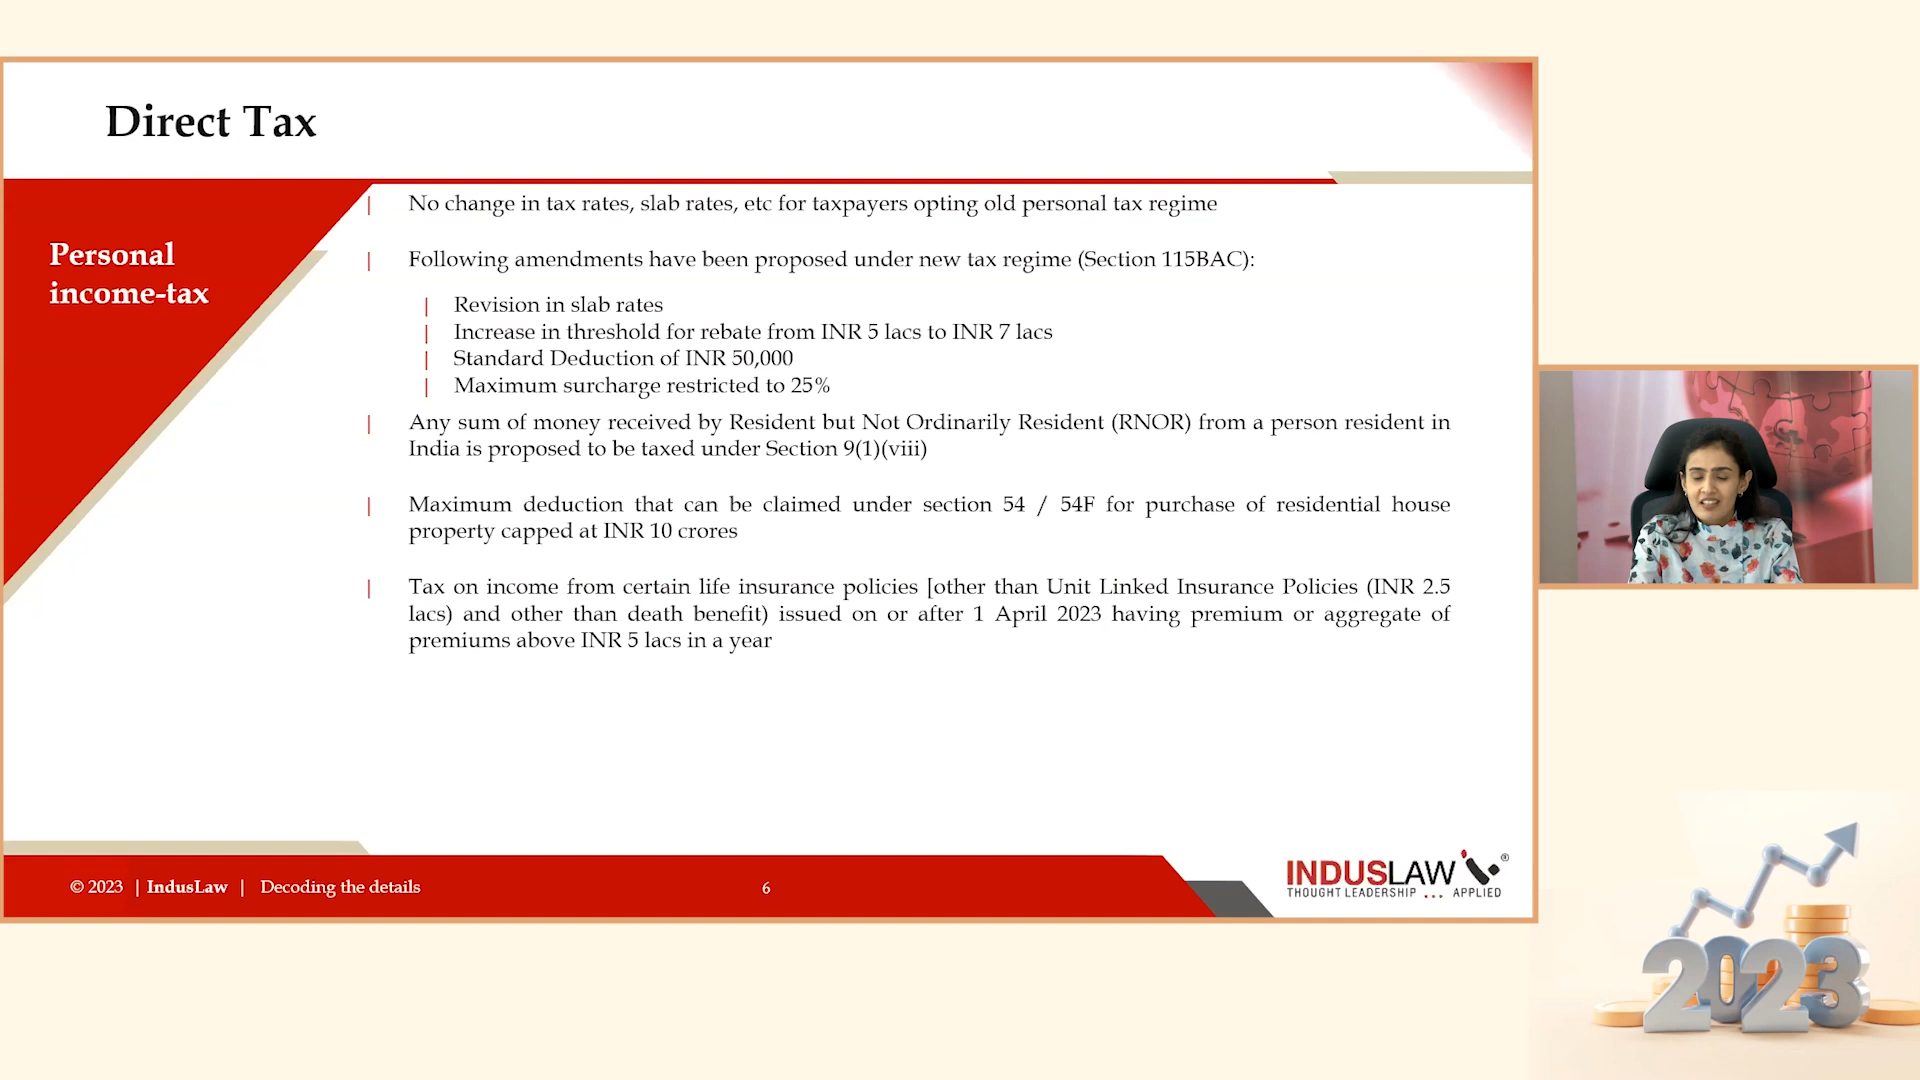 Direct Tax
Personal
income-tax
| No change in tax rates, slab rates, etc for taxpayers opting old personal tax regime
| Following amendments have been proposed under new tax regime (Section 115BAC):
| Revision in slab rates
| Increase in threshold for rebate from INR 5 lacs to INR 7 lacs
| Standard Deduction of INR 50,000
| Maximum surcharge restricted to 25%
| Any sum of money received by Resident but Not Ordinarily Resident (RNOR) from a person resident in
India is proposed to be taxed under Section 9(1)(viii)
| Maximum deduction that can be claimed under section 54 / 54F for purchase of residential house
property capped at INR 10 crores
| Tax on income from certain life insurance policies [other than Unit Linked Insurance Policies (INR 2.5
lacs) and other than death benefit) issued on or after 1 April 2023 having premium or aggregate of
premiums above INR 5 lacs in a year
© 2023 | IndusLaw | Decoding the details
6
INDUSLAW ®
THOUGHT LEADERSHIP ... APPLIED
2023